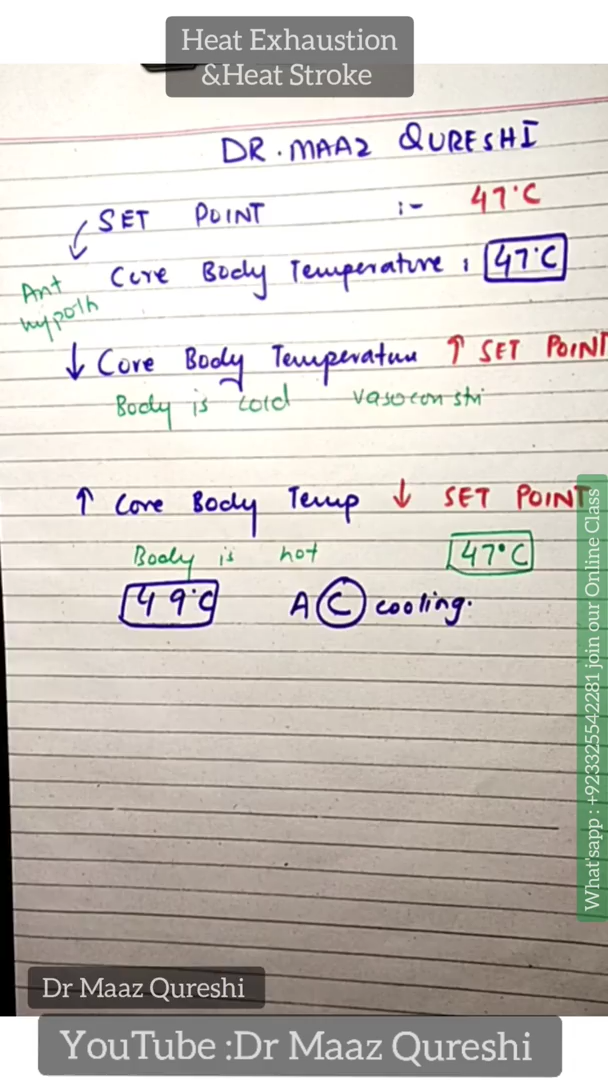 Heat Exhaustion
&Heat Stroke
DR. MAAZ QURESHI
SET POINT :- 47°C
Core Body Temperature : 47°C
Ant
hypoth
↓ Core Body Temperature ↑ SET POINT
Body is cold vasoconstri
↑ Core Body Temp ↓ SET POINT
Body is hot 47°C
49°C AC cooling.
What'sapp : +923325542281 join our Online Class
Dr Maaz Qureshi
YouTube :Dr Maaz Qureshi